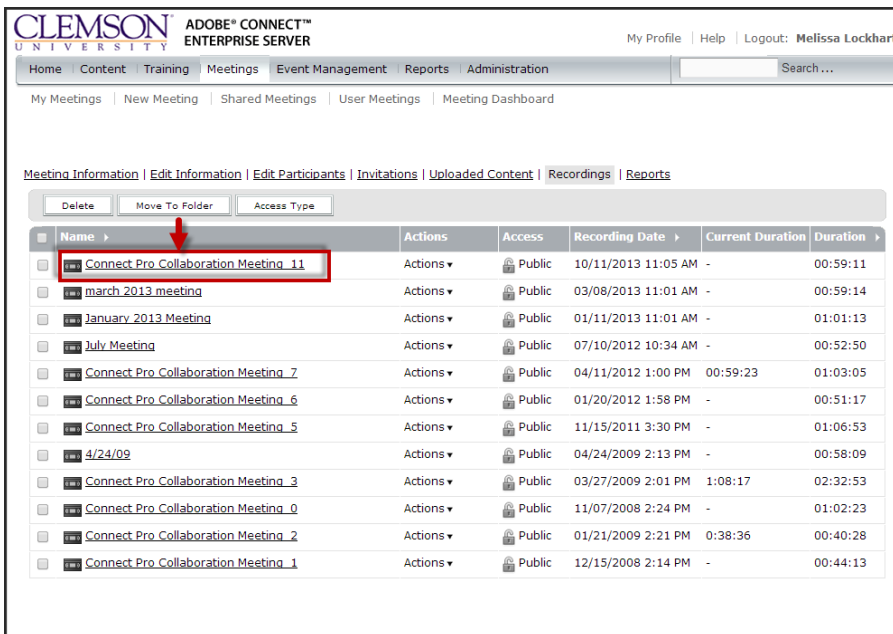 CLEMSON ADOBE® CONNECT™
UNIVERSITY ENTERPRISE SERVER
My Profile | Help | Logout: Melissa Lockhart
Home Content Training Meetings Event Management Reports Administration Search ...
My Meetings | New Meeting | Shared Meetings | User Meetings | Meeting Dashboard
Meeting Information | Edit Information | Edit Participants | Invitations | Uploaded Content | Recordings | Reports
Delete Move To Folder Access Type
Name Actions Access Recording Date Current Duration Duration
Connect Pro Collaboration Meeting_11 Actions Public 10/11/2013 11:05 AM - 00:59:11
march 2013 meeting Actions Public 03/08/2013 11:01 AM - 00:59:14
January 2013 Meeting Actions Public 01/11/2013 11:01 AM - 01:01:13
July Meeting Actions Public 07/10/2012 10:34 AM - 00:52:50
Connect Pro Collaboration Meeting_7 Actions Public 04/11/2012 1:00 PM 00:59:23 01:03:05
Connect Pro Collaboration Meeting_6 Actions Public 01/20/2012 1:58 PM - 00:51:17
Connect Pro Collaboration Meeting_5 Actions Public 11/15/2011 3:30 PM - 01:06:53
4/24/09 Actions Public 04/24/2009 2:13 PM - 00:58:09
Connect Pro Collaboration Meeting_3 Actions Public 03/27/2009 2:01 PM 1:08:17 02:32:53
Connect Pro Collaboration Meeting_0 Actions Public 11/07/2008 2:24 PM - 01:02:23
Connect Pro Collaboration Meeting_2 Actions Public 01/21/2009 2:21 PM 0:38:36 00:40:28
Connect Pro Collaboration Meeting_1 Actions Public 12/15/2008 2:14 PM - 00:44:13